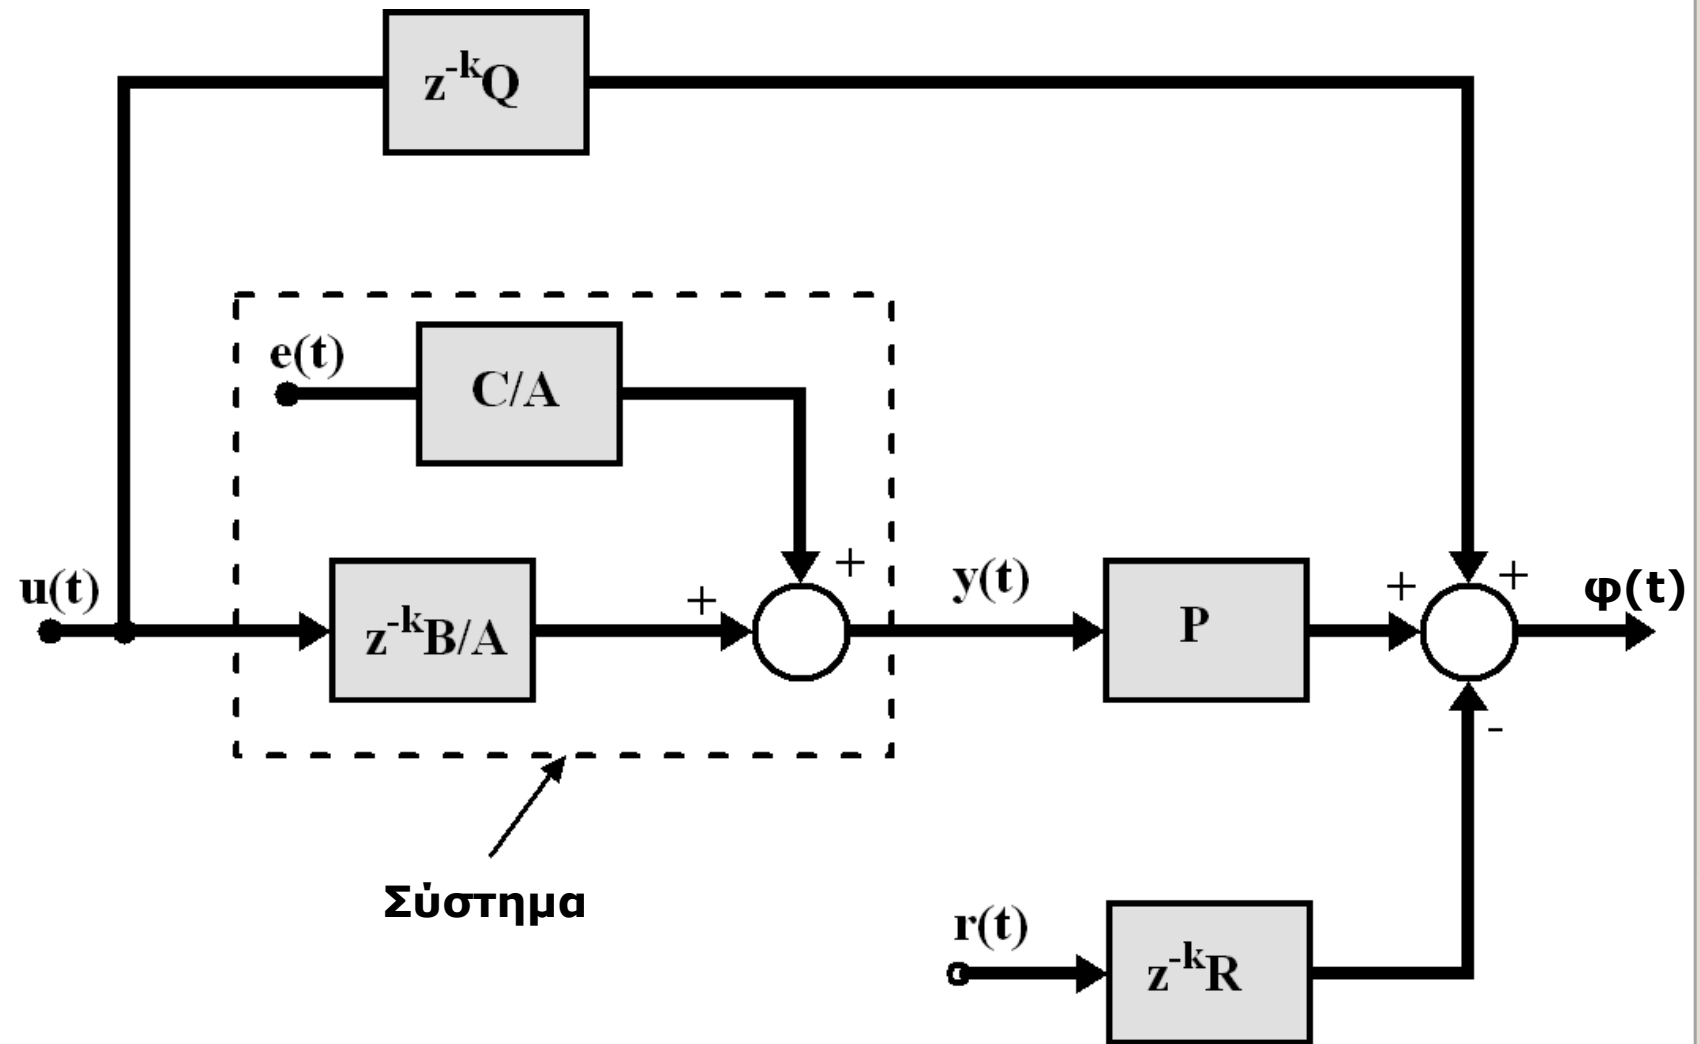 z⁻ᵏQ
e(t)
C/A
+
u(t)
z⁻ᵏB/A
+
y(t)
P
+
+
φ(t)
-
Σύστημα
r(t)
z⁻ᵏR